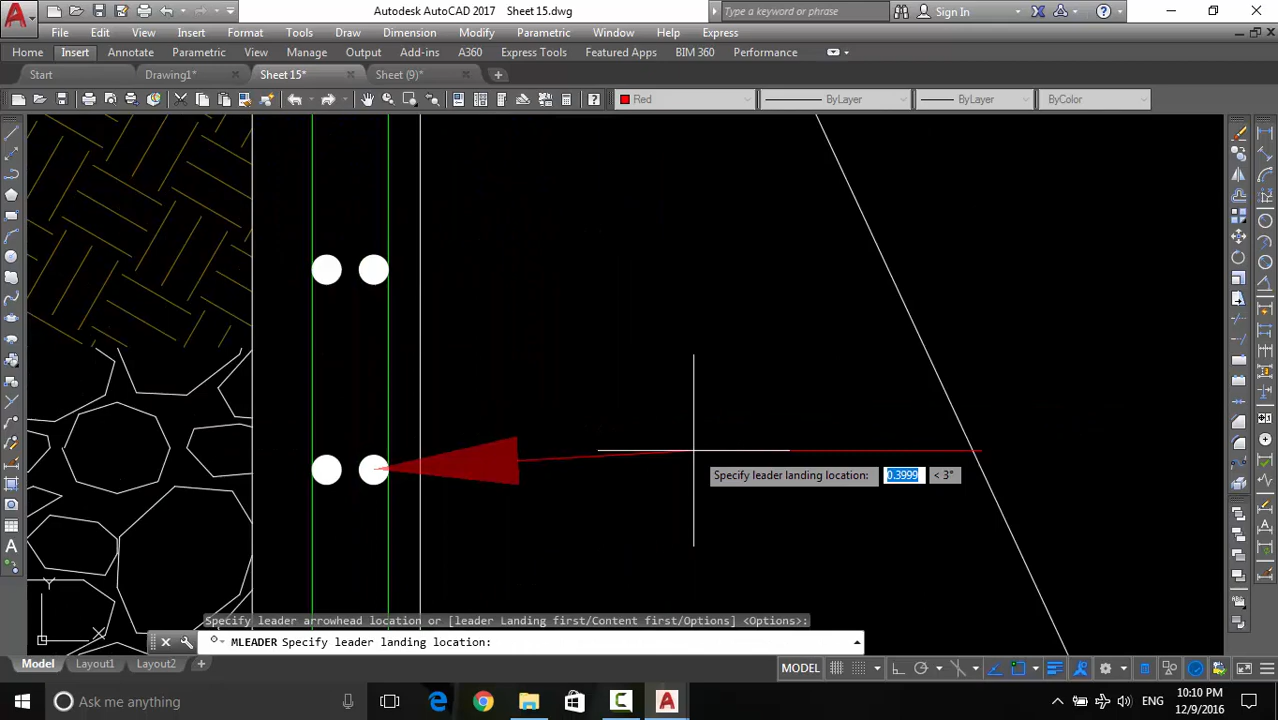 Autodesk AutoCAD 2017 Sheet 15.dwg
Type a keyword or phrase
Sign In
File Edit View Insert Format Tools Draw Dimension Modify Parametric Window Help Express
Home Insert Annotate Parametric View Manage Output Add-ins A360 Express Tools Featured Apps BIM 360 Performance
Start Drawing1* Sheet 15* Sheet (9)*
Red ByLayer ByLayer ByColor
Specify leader landing location: 0.3999 < 3°
Y
X
Specify leader arrowhead location or [leader Landing first/Content first/Options] <Options>:
MLEADER Specify leader landing location:
Model Layout1 Layout2 +
MODEL
Ask me anything
ENG
10:10 PM
12/9/2016